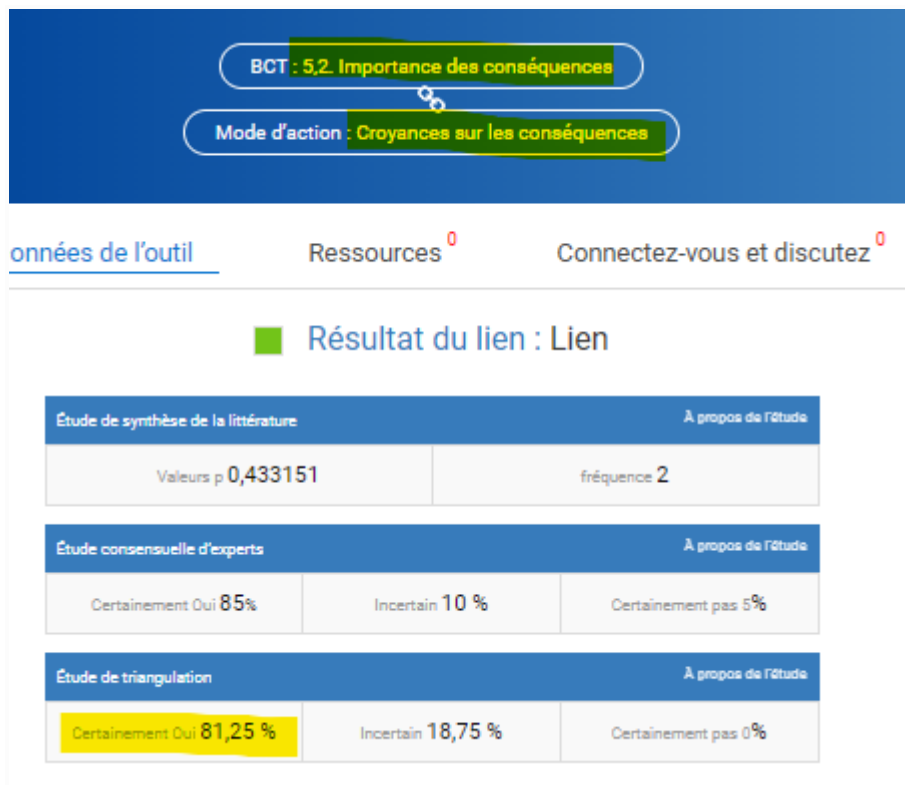 BCT : 5,2. Importance des conséquences
Mode d'action : Croyances sur les conséquences
onnées de l'outil Ressources 0 Connectez-vous et discutez 0
Résultat du lien : Lien
Étude de synthèse de la littérature À propos de l'étude
Valeurs p 0,433151 fréquence 2
Étude consensuelle d'experts À propos de l'étude
Certainement Oui 85% Incertain 10 % Certainement pas 5%
Étude de triangulation À propos de l'étude
Certainement Oui 81,25 % Incertain 18,75 % Certainement pas 0%